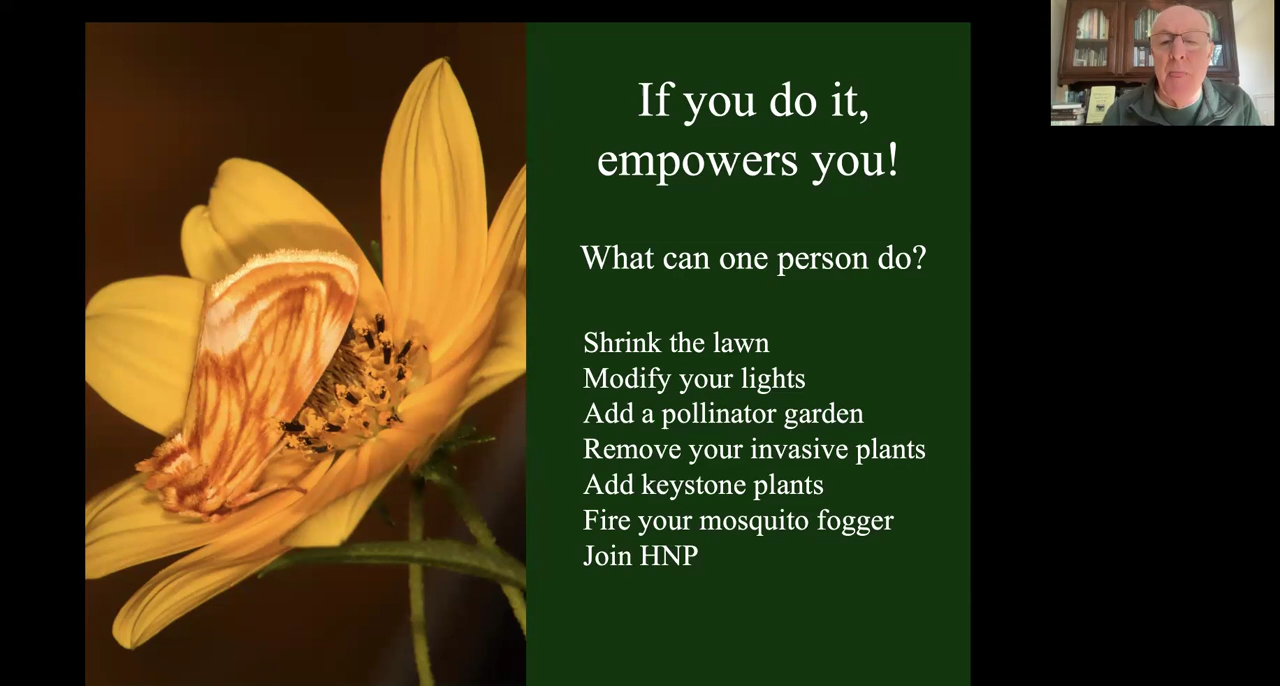 If you do it,
empowers you!
What can one person do?
Shrink the lawn
Modify your lights
Add a pollinator garden
Remove your invasive plants
Add keystone plants
Fire your mosquito fogger
Join HNP